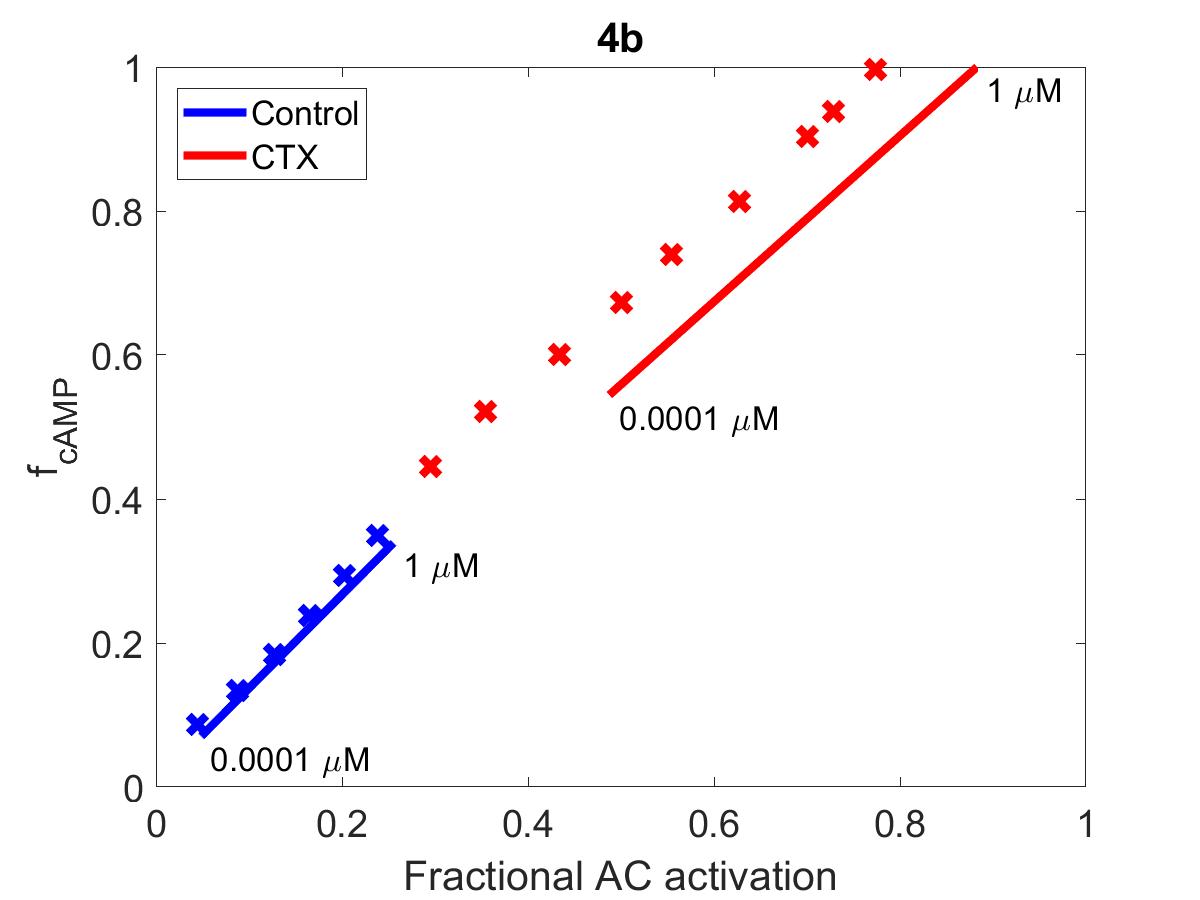 4b
Control
CTX
1 μM
0.0001 μM
1 μM
0.0001 μM
1
0.8
0.6
0.4
0.2
0
0 0.2 0.4 0.6 0.8 1
f_cAMP
Fractional AC activation